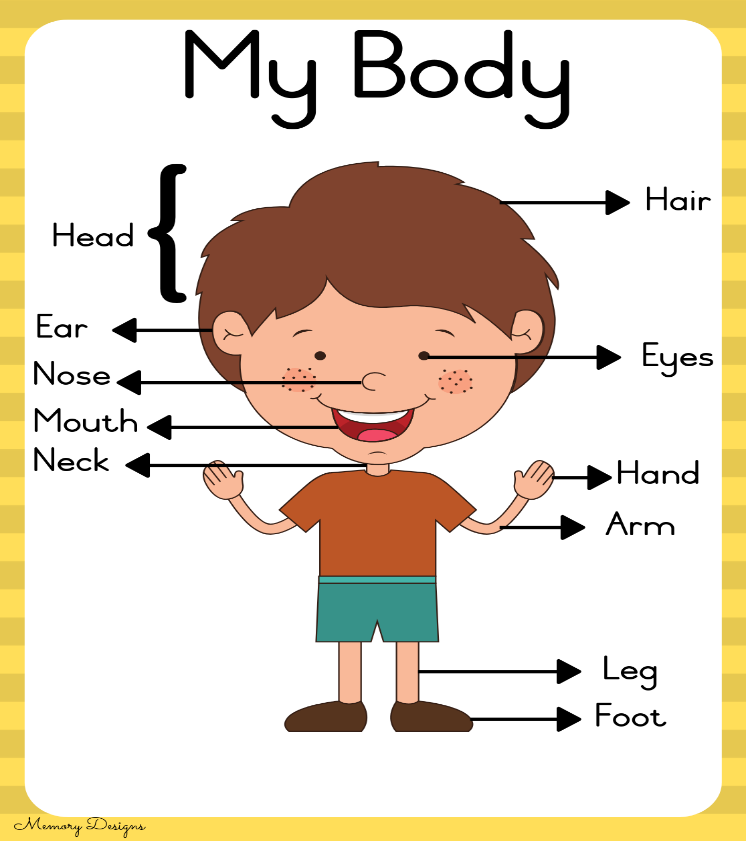 My Body
Hair
Head
Ear
Eyes
Nose
Mouth
Neck
Hand
Arm
Leg
Foot
Memory Designs